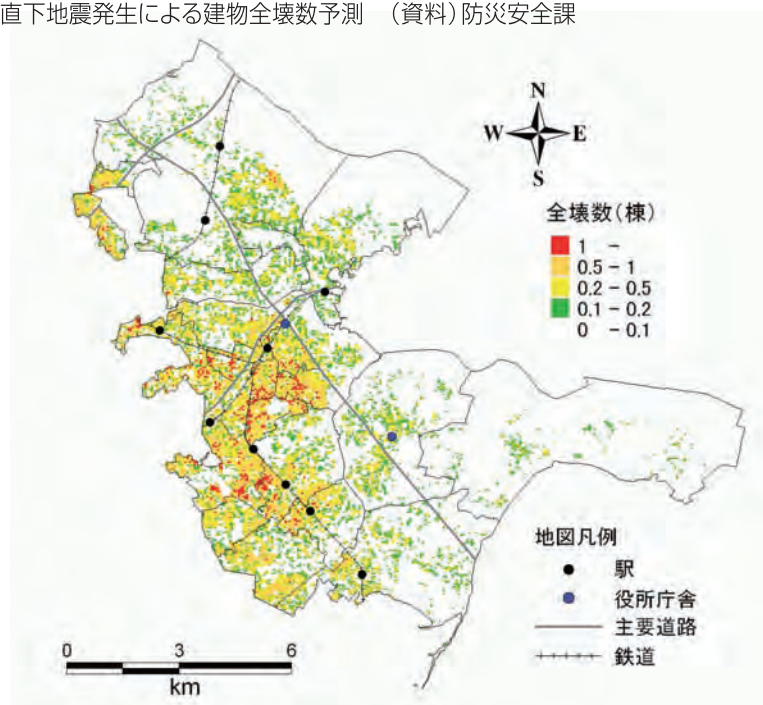 直下地震発生による建物全壊数予測　（資料）防災安全課
N
W E
S
全壊数（棟）
1 -
0.5 - 1
0.2 - 0.5
0.1 - 0.2
0 - 0.1
地図凡例
駅
役所庁舎
主要道路
鉄道
0 3 6
km